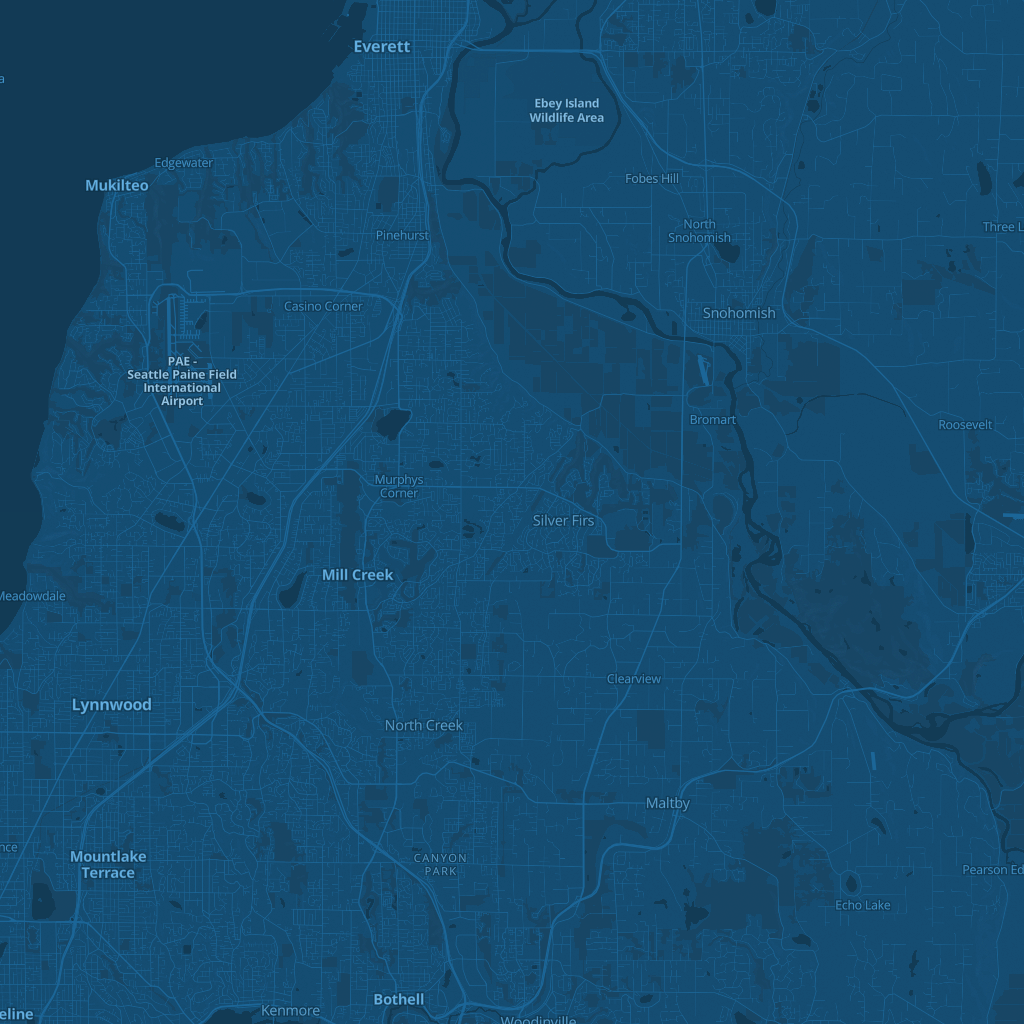 Everett
Ebey Island
Wildlife Area
Edgewater
Mukilteo
Fobes Hill
Pinehurst
North
Snohomish
Three L
Casino Corner
Snohomish
PAE -
Seattle Paine Field
International
Airport
Bromart
Roosevelt
Murphys
Corner
Silver Firs
Mill Creek
Meadowdale
Clearview
Lynnwood
North Creek
Maltby
nce
Mountlake
Terrace
CANYON
PARK
Pearson Ed
Echo Lake
Bothell
Kenmore
eline
Woodinville
a